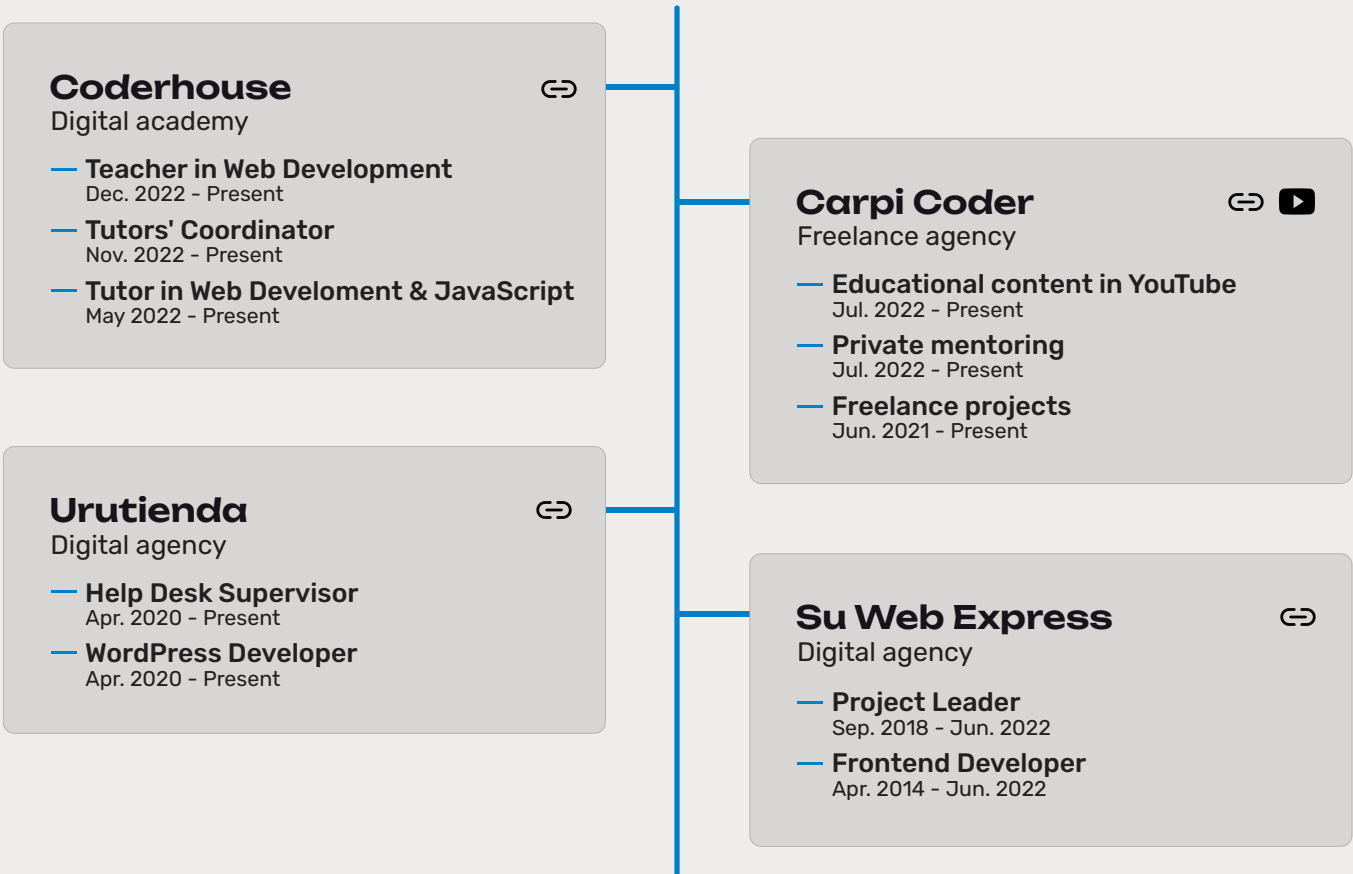 Coderhouse
Digital academy
Teacher in Web Development
Dec. 2022 - Present
Tutors' Coordinator
Nov. 2022 - Present
Tutor in Web Develoment & JavaScript
May 2022 - Present
Carpi Coder
Freelance agency
Educational content in YouTube
Jul. 2022 - Present
Private mentoring
Jul. 2022 - Present
Freelance projects
Jun. 2021 - Present
Urutienda
Digital agency
Help Desk Supervisor
Apr. 2020 - Present
WordPress Developer
Apr. 2020 - Present
Su Web Express
Digital agency
Project Leader
Sep. 2018 - Jun. 2022
Frontend Developer
Apr. 2014 - Jun. 2022